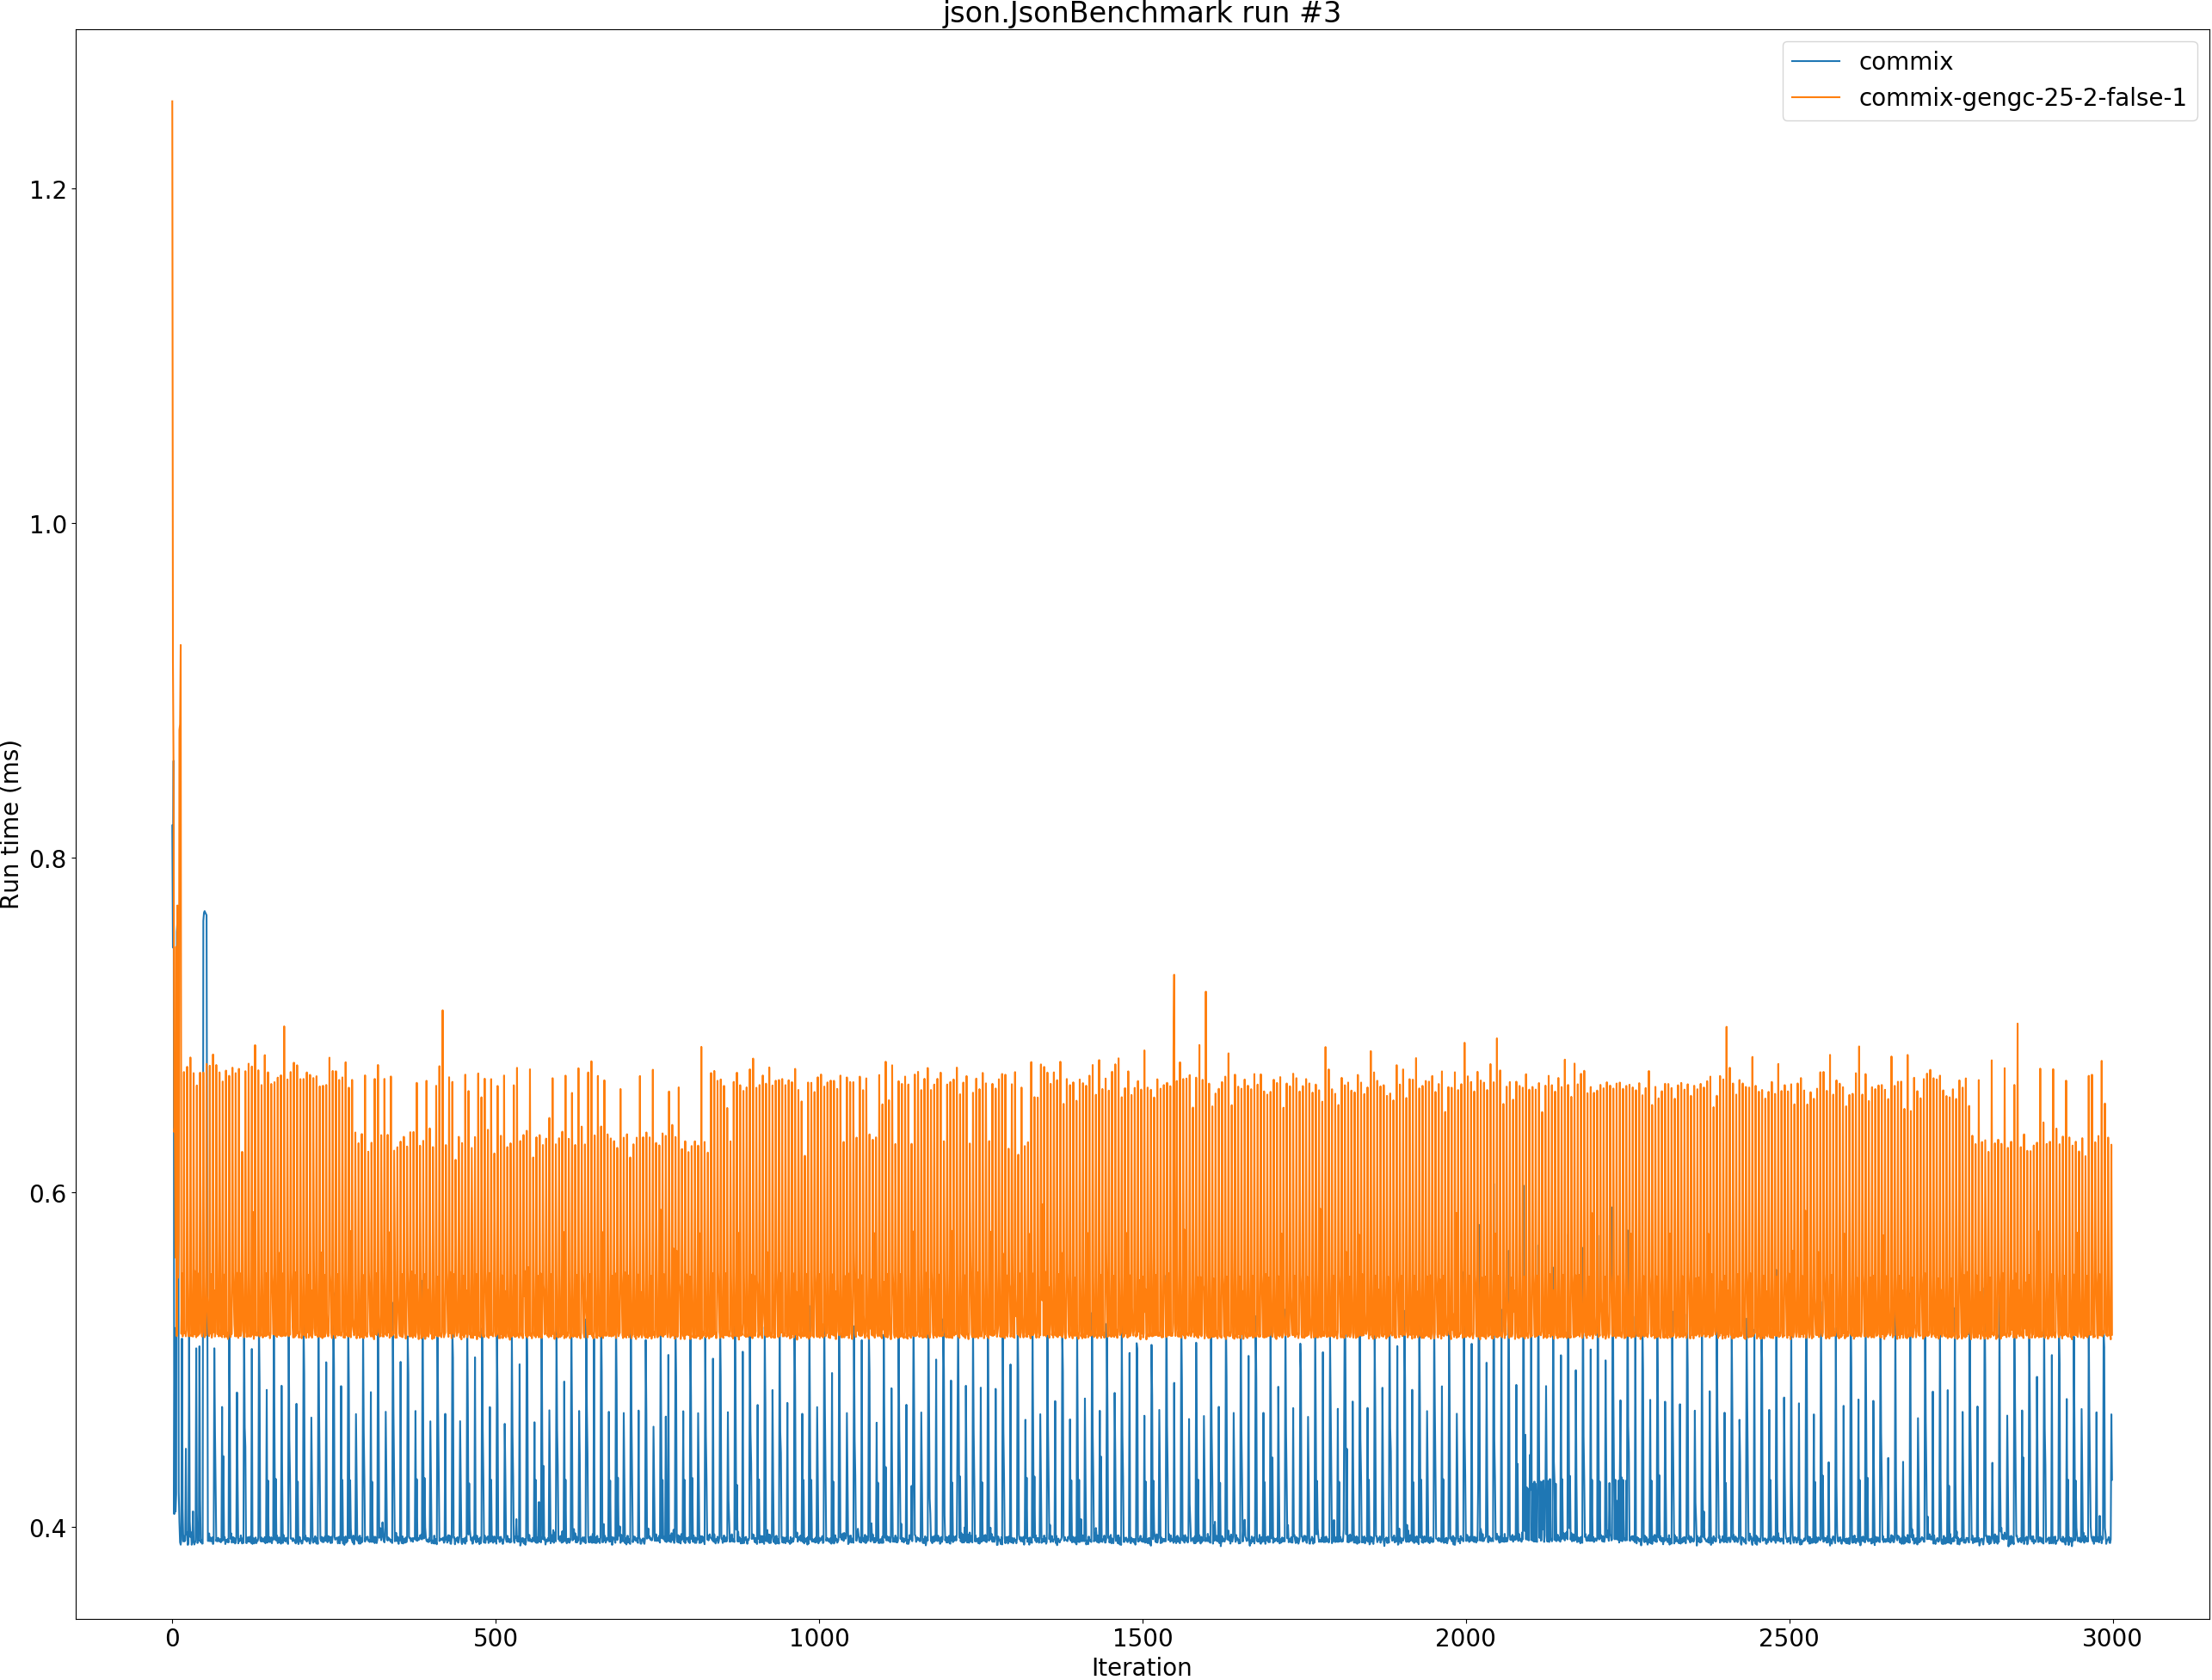 json.JsonBenchmark run #3
commix
commix-gengc-25-2-false-1
Run time (ms)
1.2
1.0
0.8
0.6
0.4
0 500 1000 1500 2000 2500 3000
Iteration